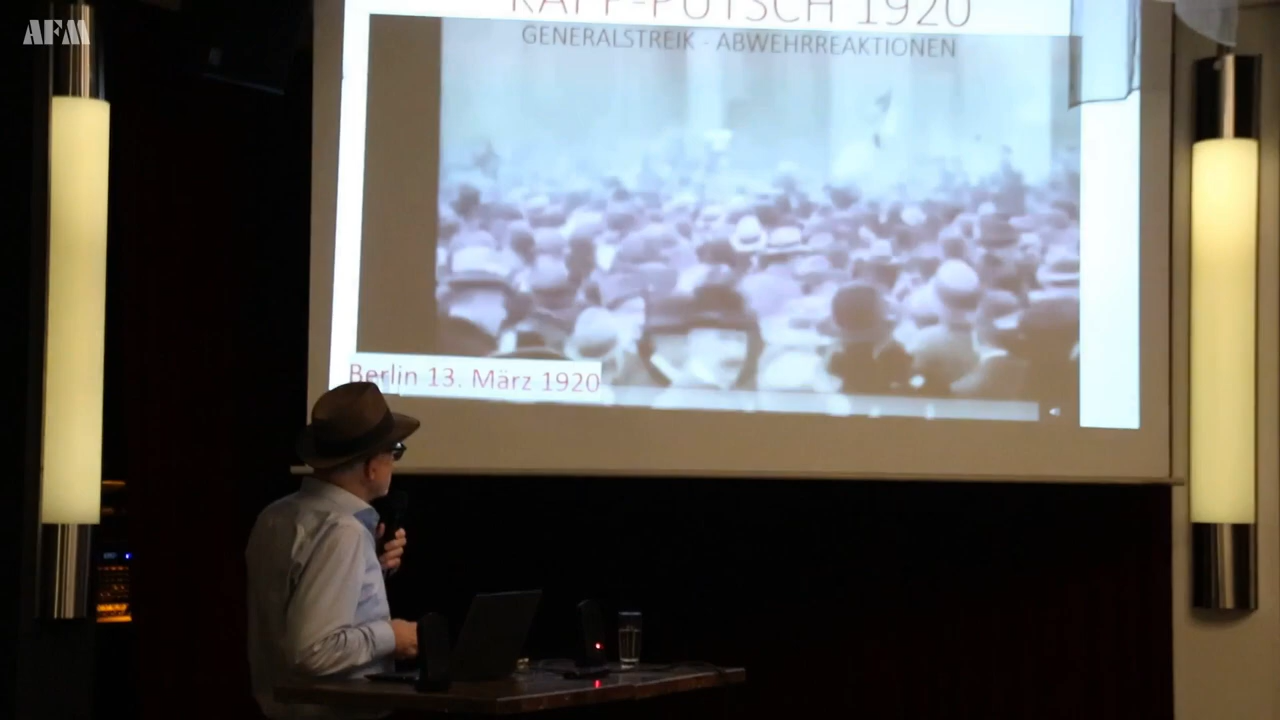 AFM
KAPP-PUTSCH 1920
GENERALSTREIK - ABWEHRREAKTIONEN
Berlin 13. März 1920